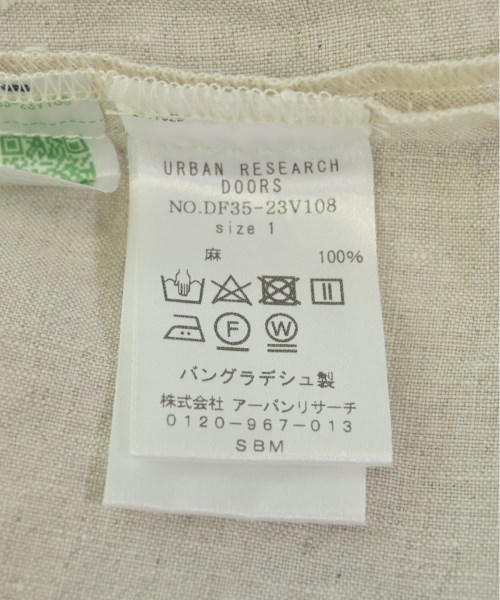 URBAN RESEARCH
DOORS
NO.DF35-23V108
size 1
麻 100%
F W
バングラデシュ製
株式会社 アーバンリサーチ
0120-967-013
SBM